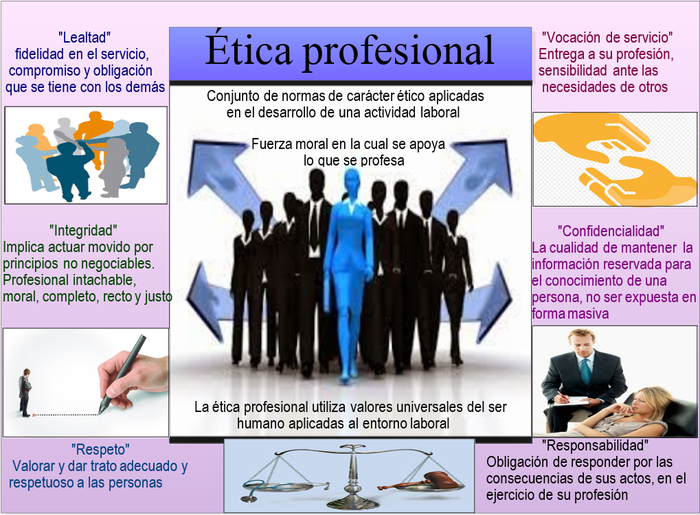 Ética profesional
Conjunto de normas de carácter ético aplicadas
en el desarrollo de una actividad laboral
Fuerza moral en la cual se apoya
lo que se profesa
La ética profesional utiliza valores universales del ser
humano aplicadas al entorno laboral
"Lealtad"
fidelidad en el servicio,
compromiso y obligación
que se tiene con los demás
"Integridad"
Implica actuar movido por
principios no negociables.
Profesional intachable,
moral, completo, recto y justo
"Respeto"
Valorar y dar trato adecuado y
respetuoso a las personas
"Vocación de servicio"
Entrega a su profesión,
sensibilidad ante las
necesidades de otros
"Confidencialidad"
La cualidad de mantener la
información reservada para
el conocimiento de una
persona, no ser expuesta en
forma masiva
"Responsabilidad"
Obligación de responder por las
consecuencias de sus actos, en el
ejercicio de su profesión